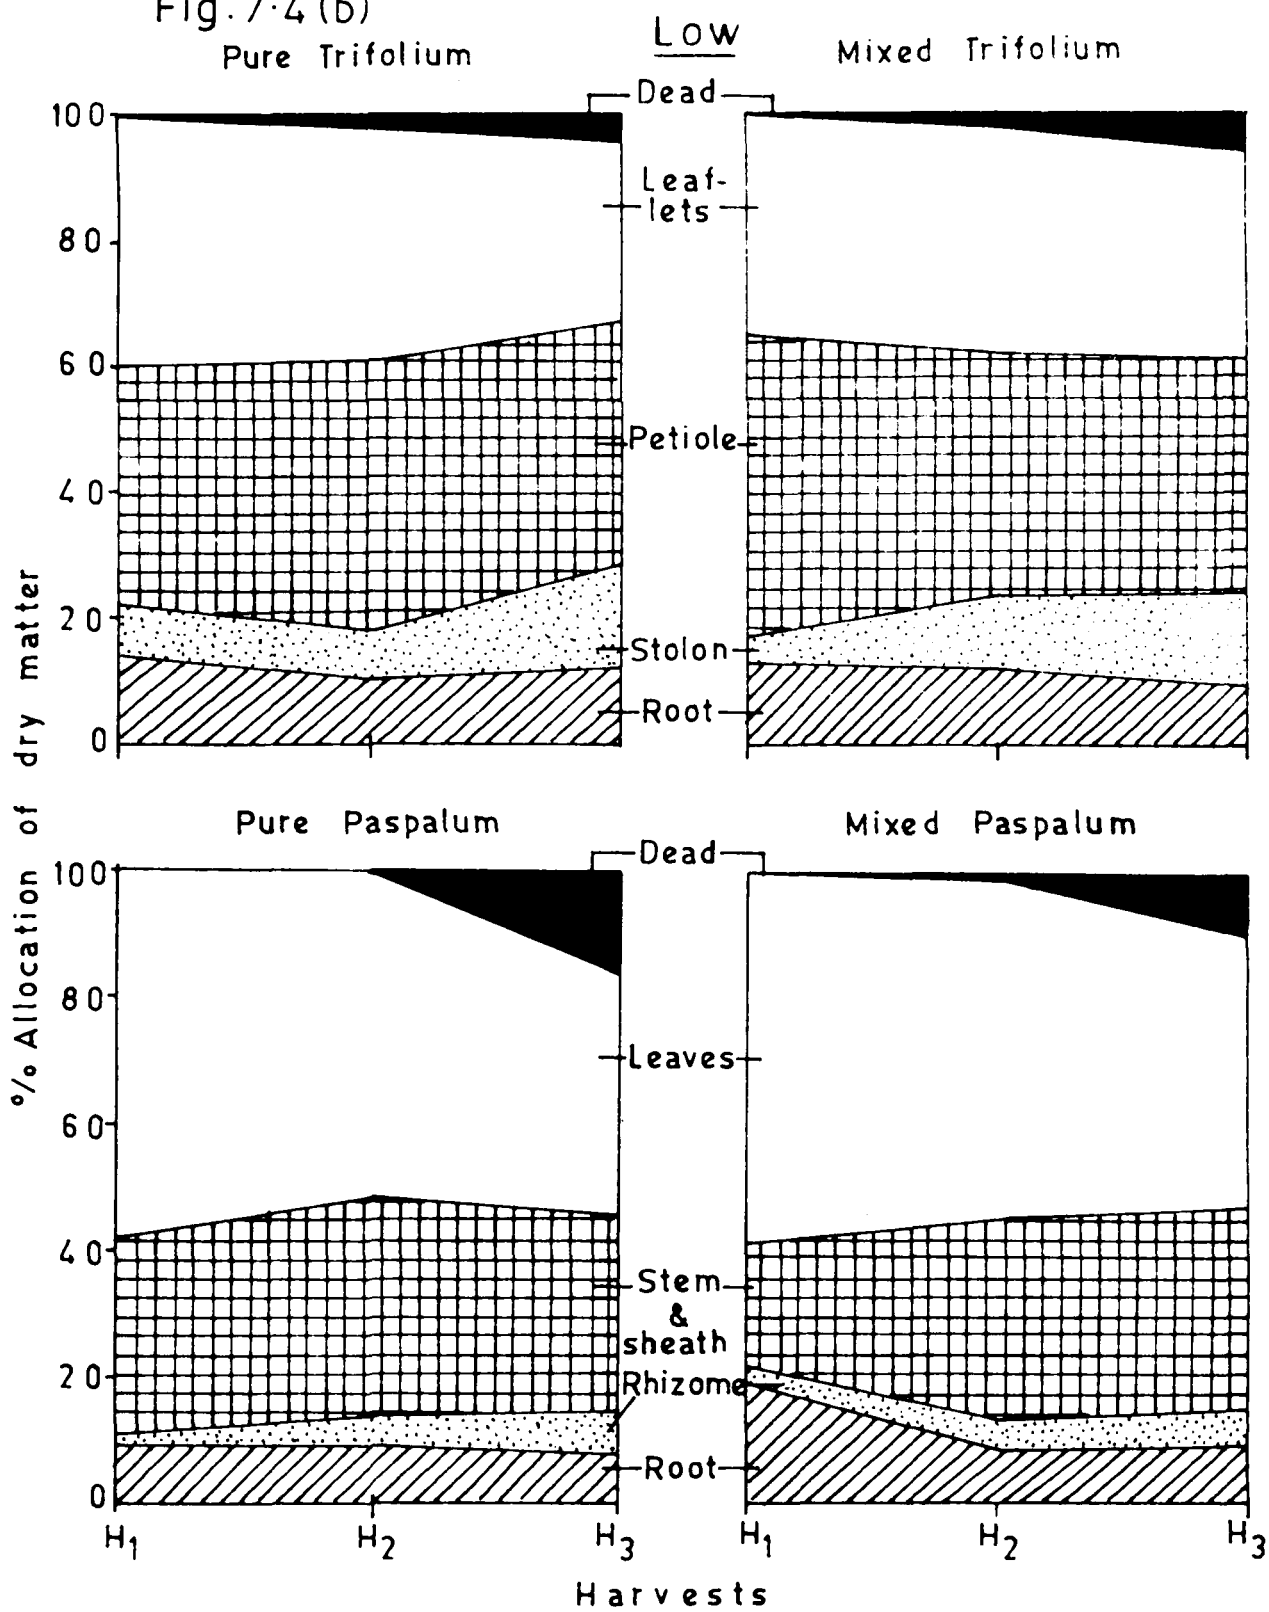 Fig. 7.4 (b)
Low
Pure Trifolium
Mixed Trifolium
Dead
100
80
60
40
20
0
Leaf-
lets
Petiole
Stolon
Root
% Allocation of dry matter
Pure Paspalum
Mixed Paspalum
Dead
100
80
60
40
20
0
Leaves
Stem
&
sheath
Rhizome
Root
H1 H2 H3 H1 H2 H3
Harvests